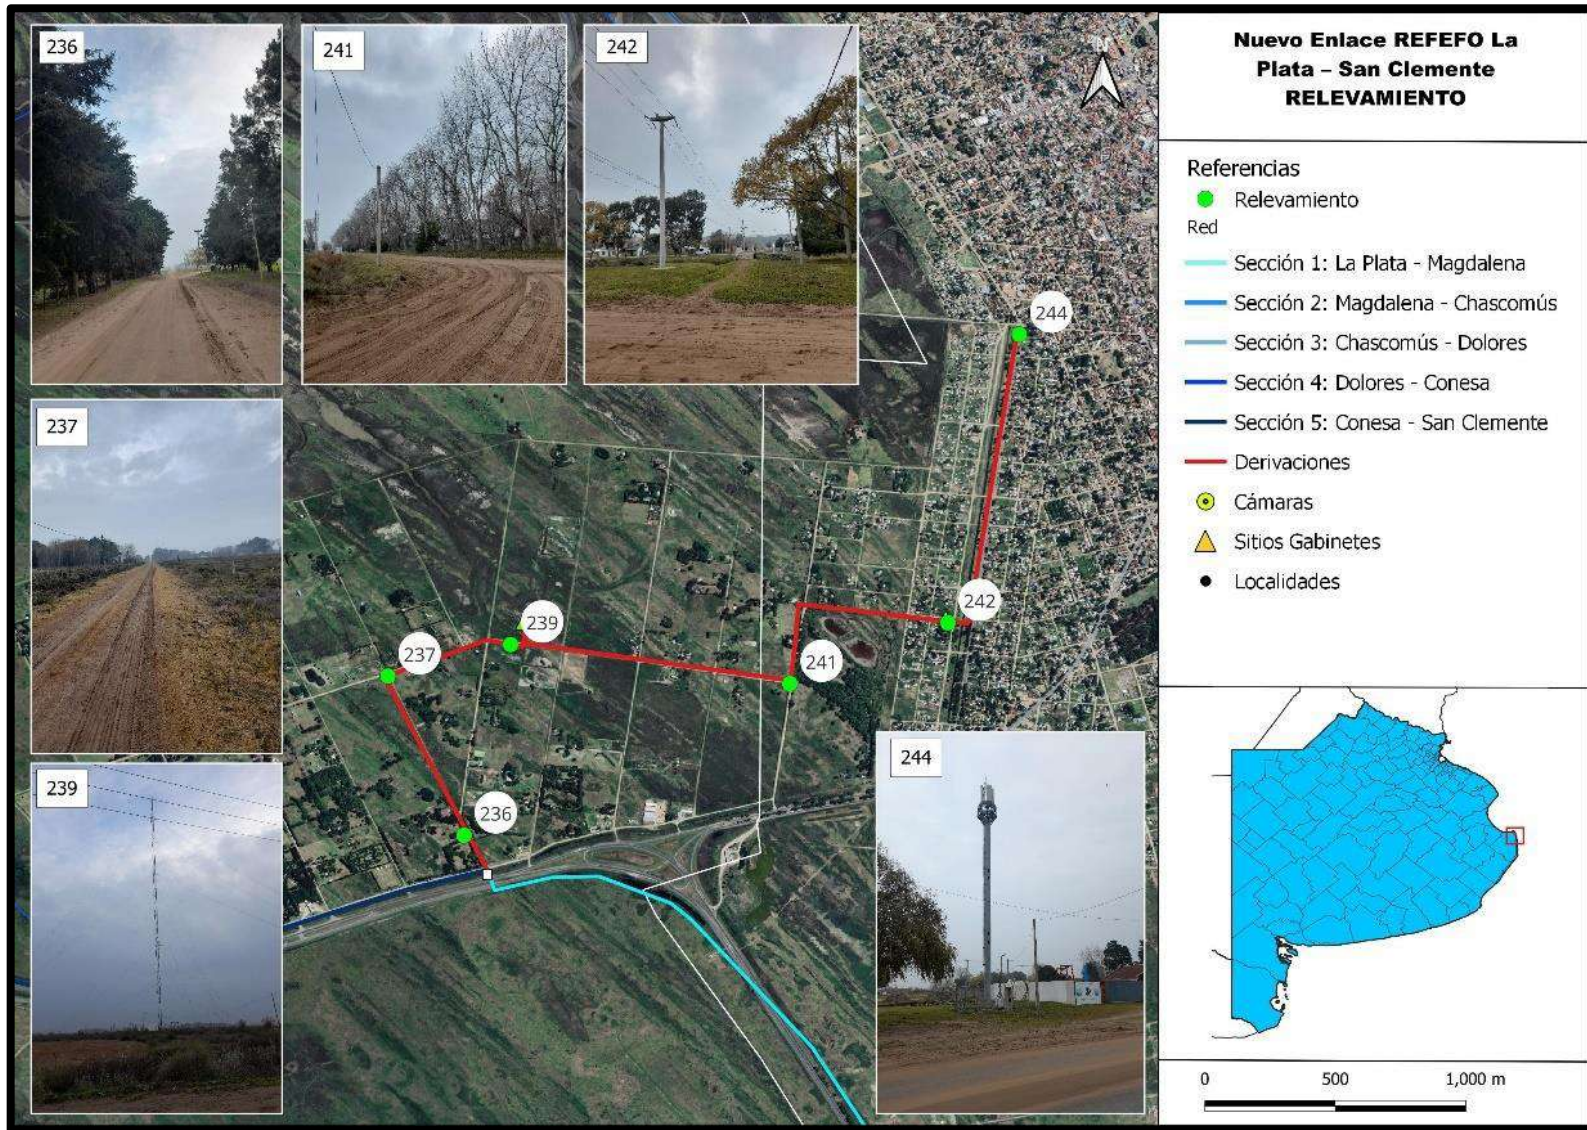 236
241
242
237
239
244
237
239
236
241
242
244
N
Nuevo Enlace REFEFO La
Plata – San Clemente
RELEVAMIENTO
Referencias
Relevamiento
Red
Sección 1: La Plata - Magdalena
Sección 2: Magdalena - Chascomús
Sección 3: Chascomús - Dolores
Sección 4: Dolores - Conesa
Sección 5: Conesa - San Clemente
Derivaciones
Cámaras
Sitios Gabinetes
Localidades
0 500 1,000 m